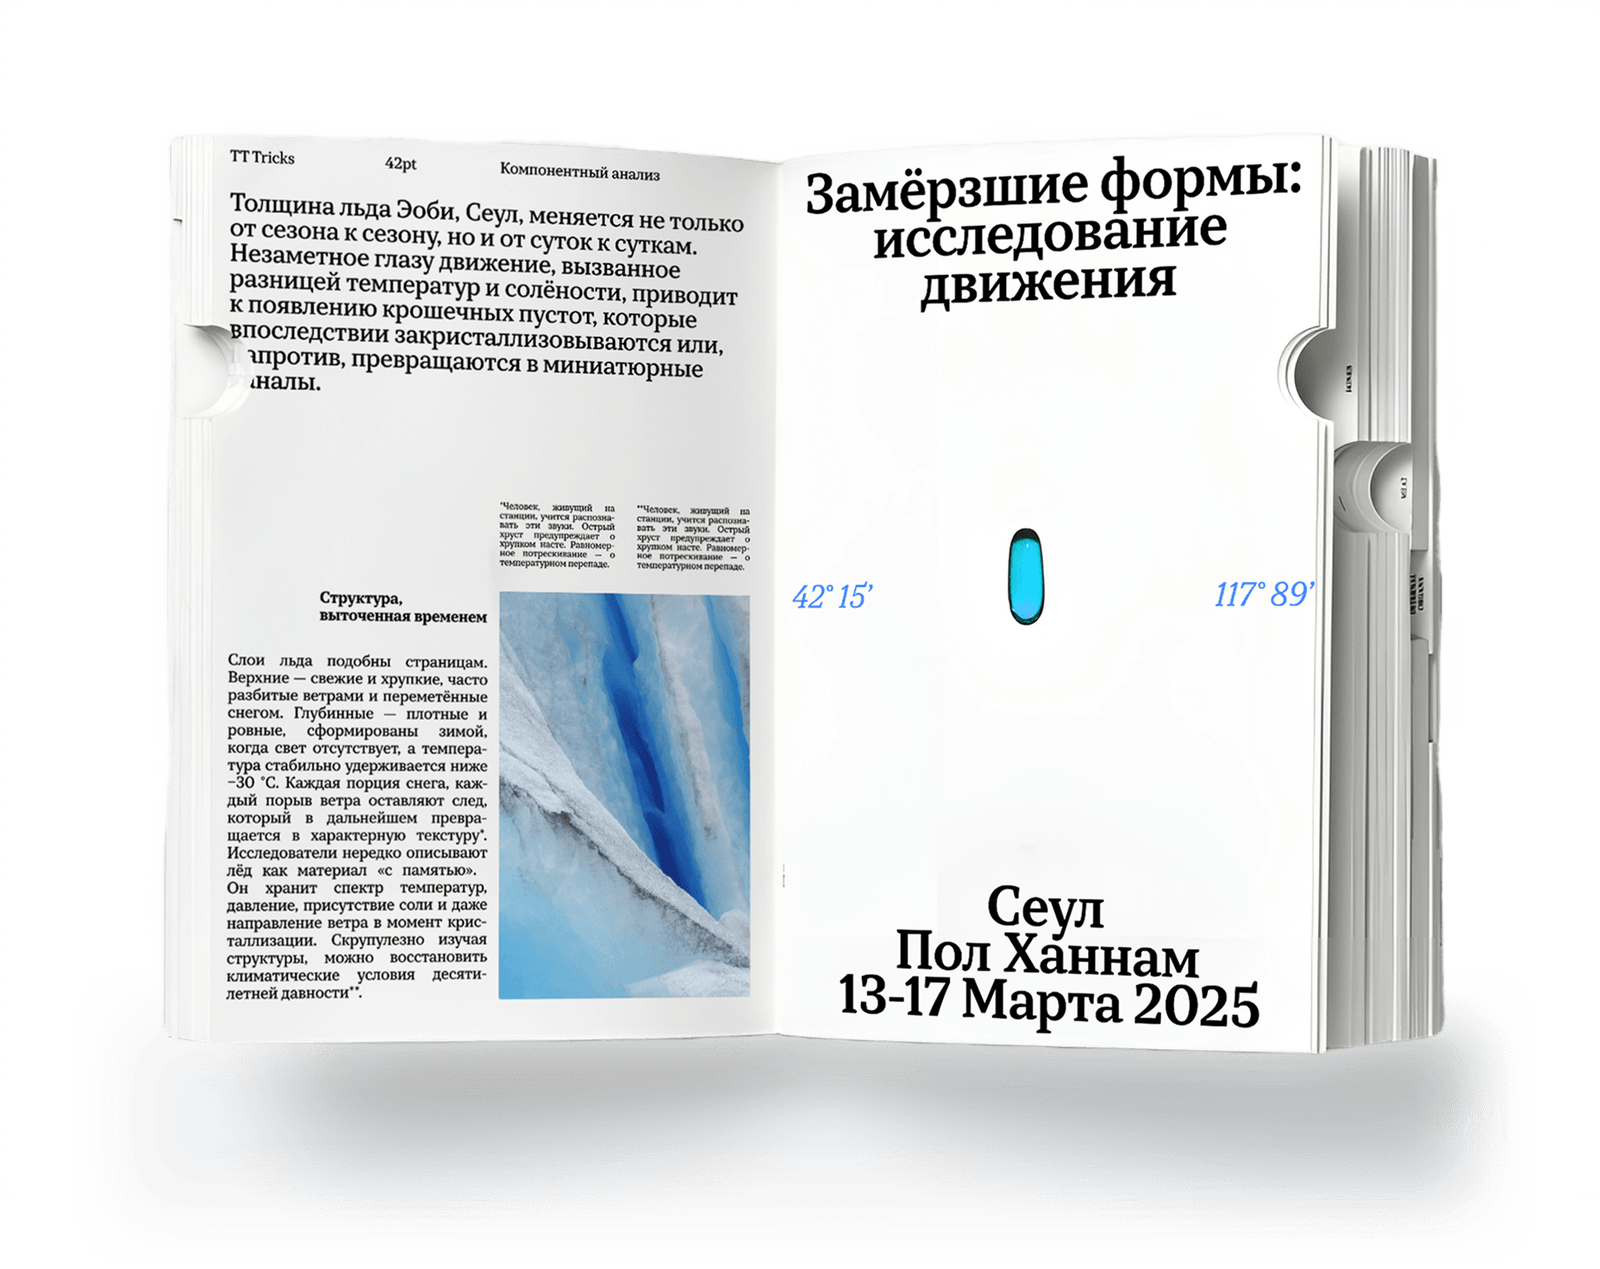 TT Tricks
42pt
Компонентный анализ
Толщина льда Эоби, Сеул, меняется не только
от сезона к сезону, но и от суток к суткам.
Незаметное глазу движение, вызванное
разницей температур и солёности, приводит
к появлению крошечных пустот, которые
впоследствии закристаллизовываются или,
апротив, превращаются в миниатюрные
аналы.
*Человек, живущий на
станции, учится распозна-
вать эти звуки. Острый
хруст предупреждает о
хрупком насте. Равномер-
ное потрескивание — о
температурном перепаде.
**Человек, живущий на
станции, учится распозна-
вать эти звуки. Острый
хруст предупреждает о
хрупком насте. Равномер-
ное потрескивание — о
температурном перепаде.
Структура,
выточенная временем
Слои льда подобны страницам.
Верхние — свежие и хрупкие, часто
разбитые ветрами и переметённые
снегом. Глубинные — плотные и
ровные, сформированы зимой,
когда свет отсутствует, а темпера-
тура стабильно удерживается ниже
−30 °C. Каждая порция снега, каж-
дый порыв ветра оставляют след,
который в дальнейшем превра-
щается в характерную текстуру*.
Исследователи нередко описывают
лёд как материал «с памятью».
Он хранит спектр температур,
давление, присутствие соли и даже
направление ветра в момент крис-
таллизации. Скрупулезно изучая
структуры, можно восстановить
климатические условия десяти-
летней давности**.
Замёрзшие формы:
исследование
движения
42° 15’
117° 89’
Сеул
Пол Ханнам
13-17 Марта 2025